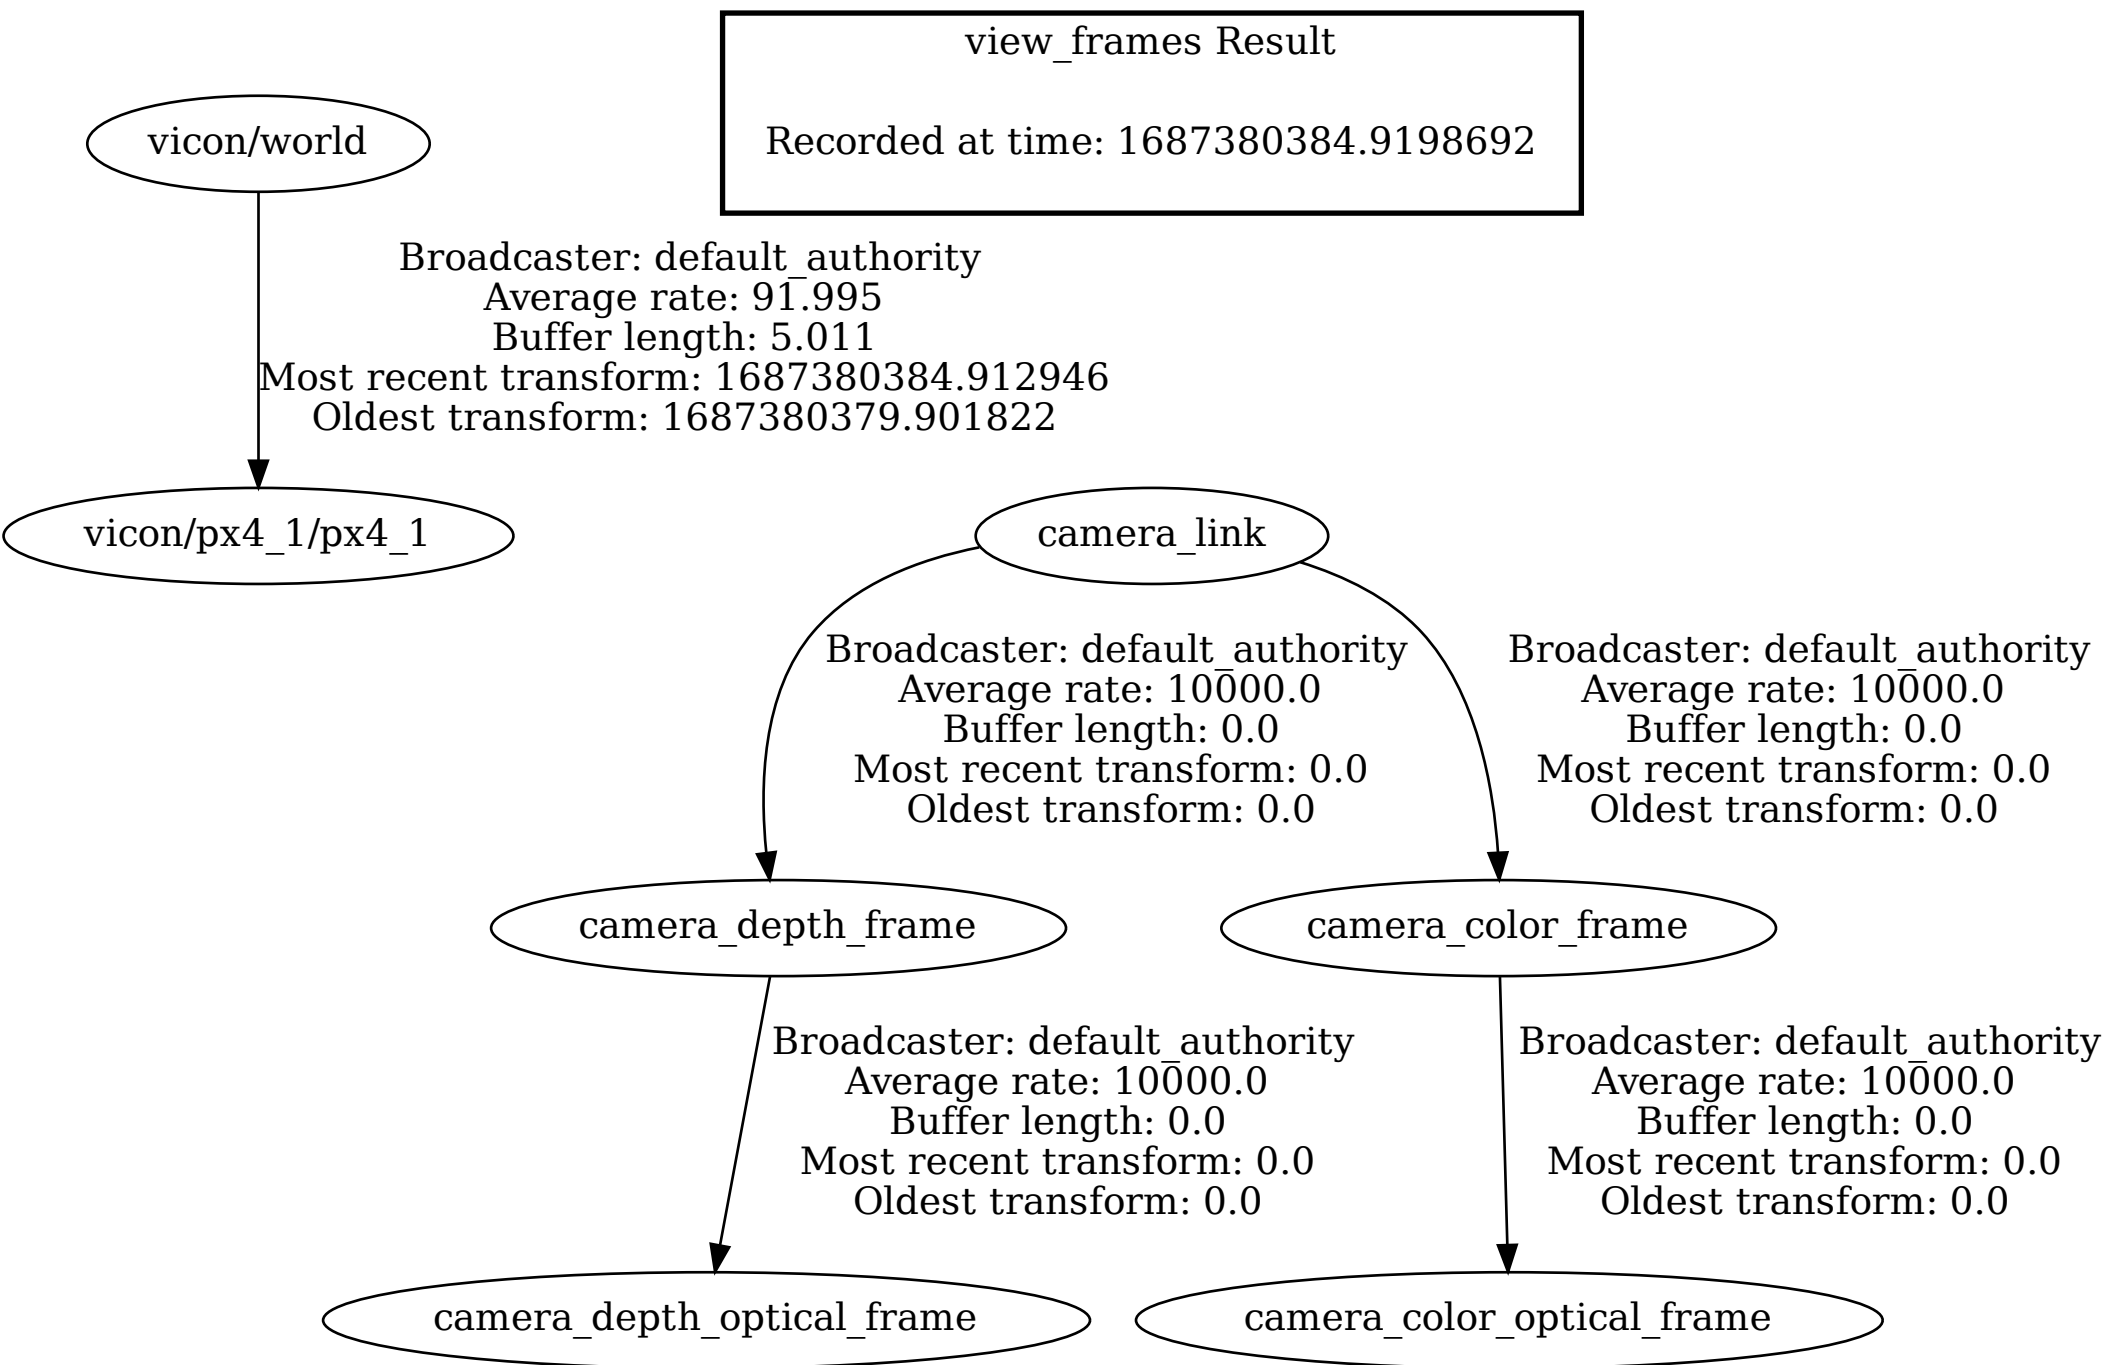 view_frames Result
Recorded at time: 1687380384.9198692
vicon/world
Broadcaster: default_authority
Average rate: 91.995
Buffer length: 5.011
Most recent transform: 1687380384.912946
Oldest transform: 1687380379.901822
vicon/px4_1/px4_1
camera_link
Broadcaster: default_authority
Average rate: 10000.0
Buffer length: 0.0
Most recent transform: 0.0
Oldest transform: 0.0
Broadcaster: default_authority
Average rate: 10000.0
Buffer length: 0.0
Most recent transform: 0.0
Oldest transform: 0.0
camera_depth_frame
camera_color_frame
Broadcaster: default_authority
Average rate: 10000.0
Buffer length: 0.0
Most recent transform: 0.0
Oldest transform: 0.0
Broadcaster: default_authority
Average rate: 10000.0
Buffer length: 0.0
Most recent transform: 0.0
Oldest transform: 0.0
camera_depth_optical_frame
camera_color_optical_frame